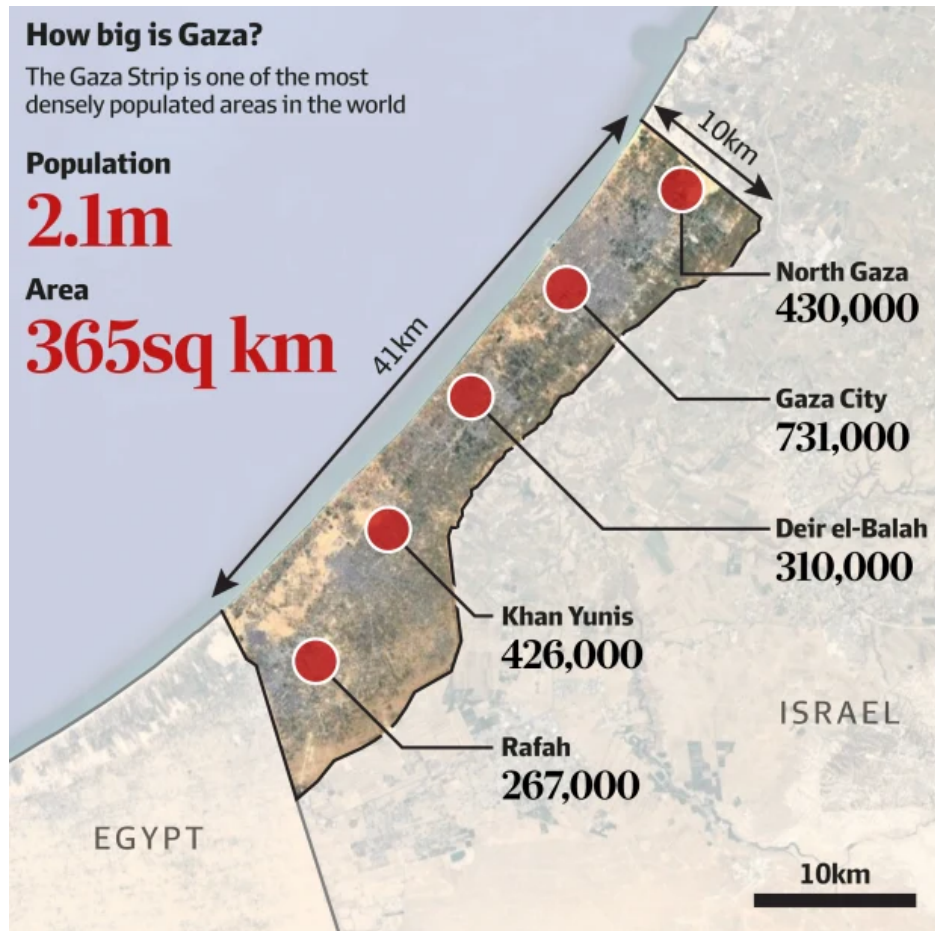 How big is Gaza?
The Gaza Strip is one of the most
densely populated areas in the world
Population
2.1m
Area
365sq km
10km
41km
North Gaza
430,000
Gaza City
731,000
Deir el-Balah
310,000
Khan Yunis
426,000
Rafah
267,000
ISRAEL
EGYPT
10km